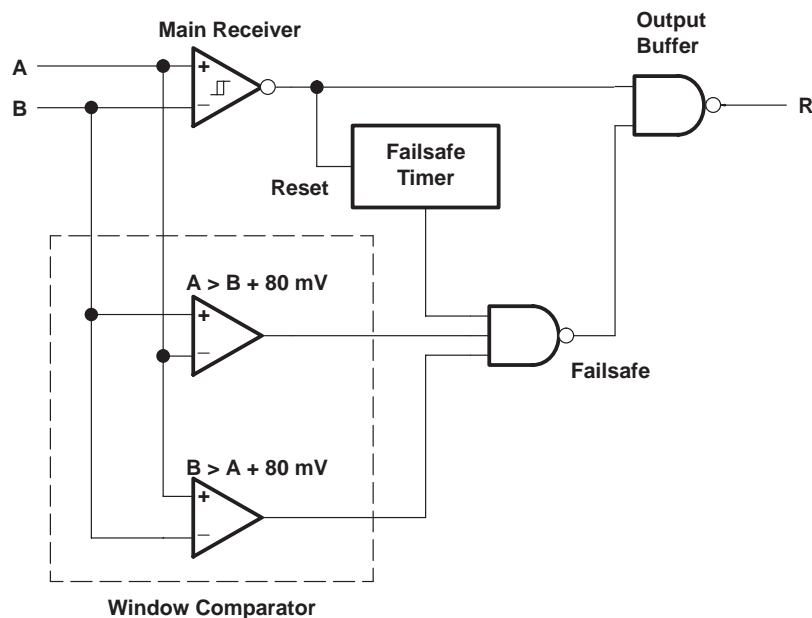 Output
Buffer
Main Receiver
A
+
B
_
R
Failsafe
Timer
Reset
A > B + 80 mV
+
_
Failsafe
B > A + 80 mV
+
_
Window Comparator